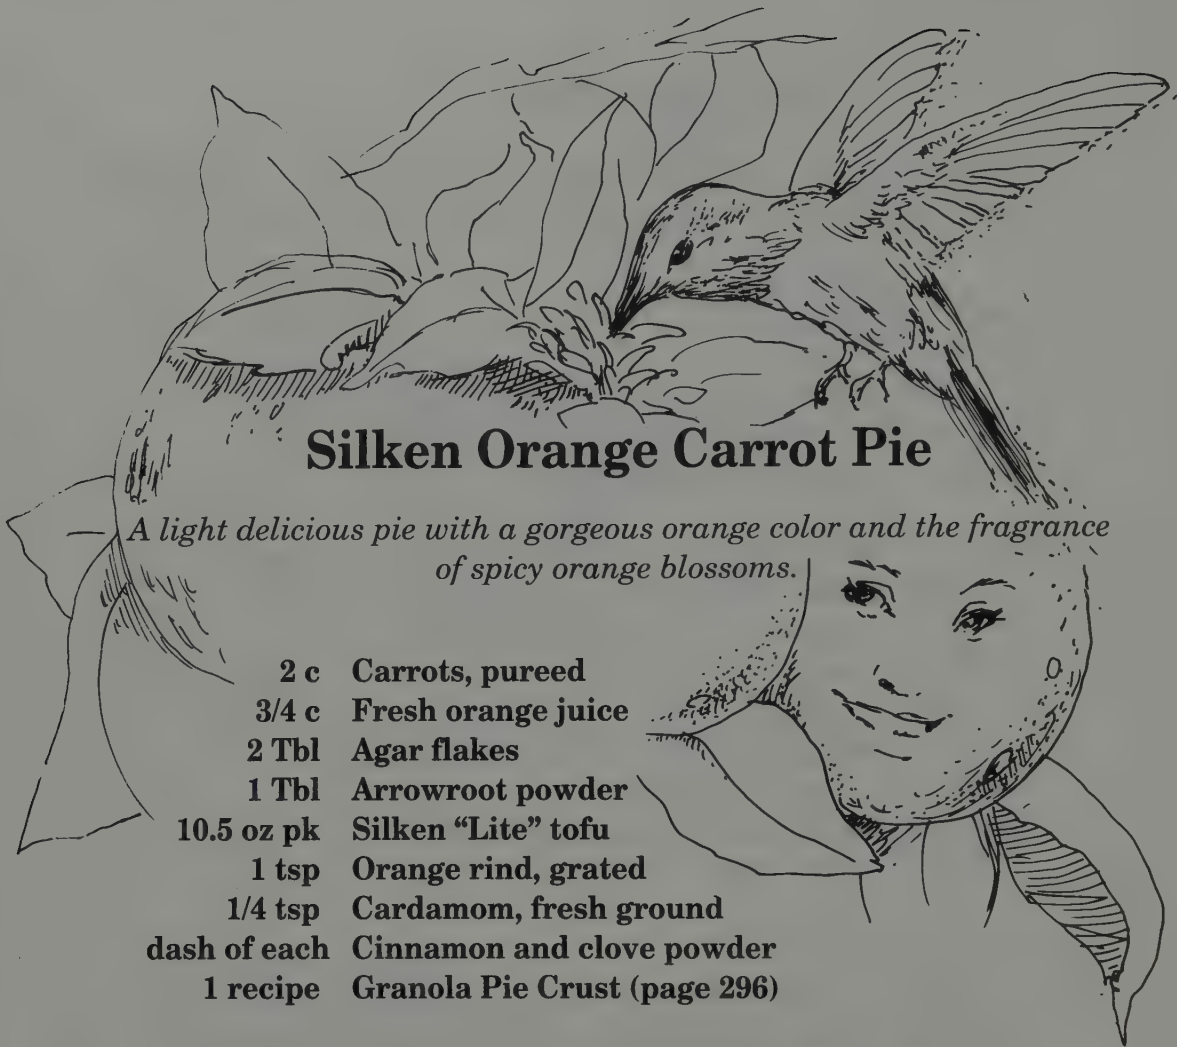 Silken Orange Carrot Pie
A light delicious pie with a gorgeous orange color and the fragrance
of spicy orange blossoms.
2 c Carrots, pureed
3/4 c Fresh orange juice
2 Tbl Agar flakes
1 Tbl Arrowroot powder
10.5 oz pk Silken “Lite” tofu
1 tsp Orange rind, grated
1/4 tsp Cardamom, fresh ground
dash of each Cinnamon and clove powder
1 recipe Granola Pie Crust (page 296)